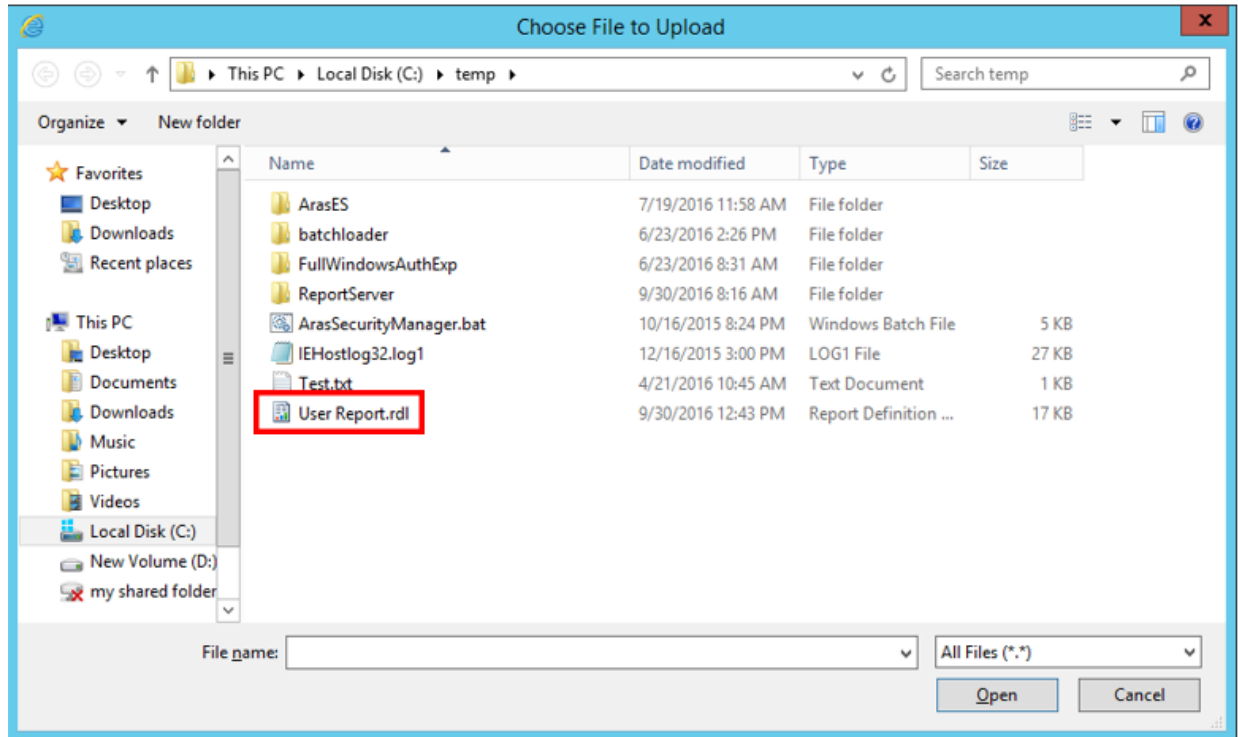 Choose File to Upload
x
This PC Local Disk (C:) temp
Search temp
Organize New folder
Name Date modified Type Size
Favorites
Desktop
Downloads
Recent places
This PC
Desktop
Documents
Downloads
Music
Pictures
Videos
Local Disk (C:)
New Volume (D:)
my shared folder
ArasES 7/19/2016 11:58 AM File folder
batchloader 6/23/2016 2:26 PM File folder
FullWindowsAuthExp 6/23/2016 8:31 AM File folder
ReportServer 9/30/2016 8:16 AM File folder
ArasSecurityManager.bat 10/16/2015 8:24 PM Windows Batch File 5 KB
IEHostlog32.log1 12/16/2015 3:00 PM LOG1 File 27 KB
Test.txt 4/21/2016 10:45 AM Text Document 1 KB
User Report.rdl 9/30/2016 12:43 PM Report Definition ... 17 KB
File name:
All Files (*.*)
Open Cancel